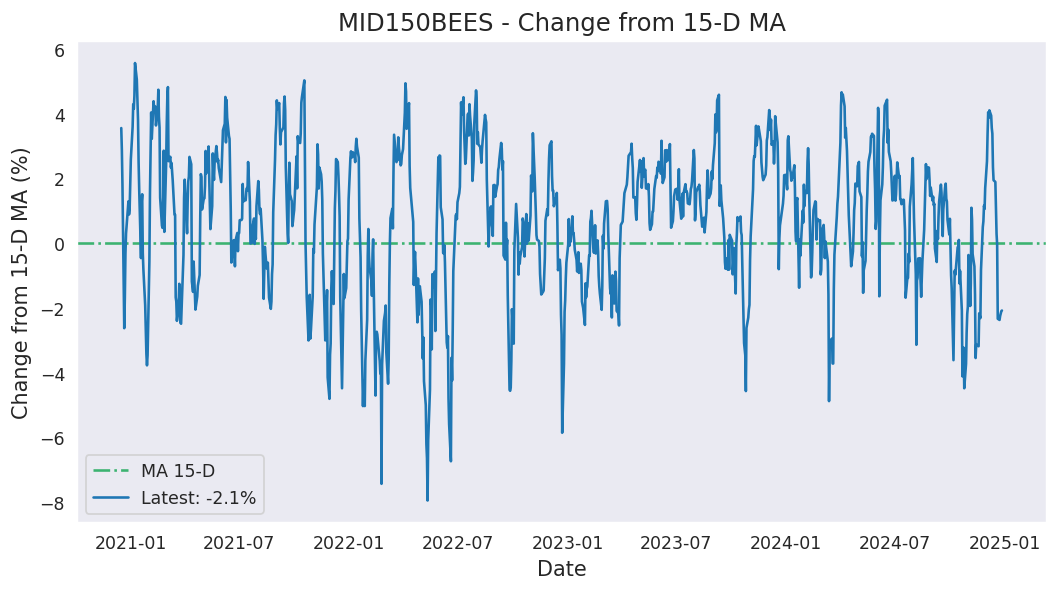 MID150BEES - Change from 15-D MA
Change from 15-D MA (%)
6
4
2
0
−2
−4
−6
−8
MA 15-D
Latest: -2.1%
2021-01 2021-07 2022-01 2022-07 2023-01 2023-07 2024-01 2024-07 2025-01
Date